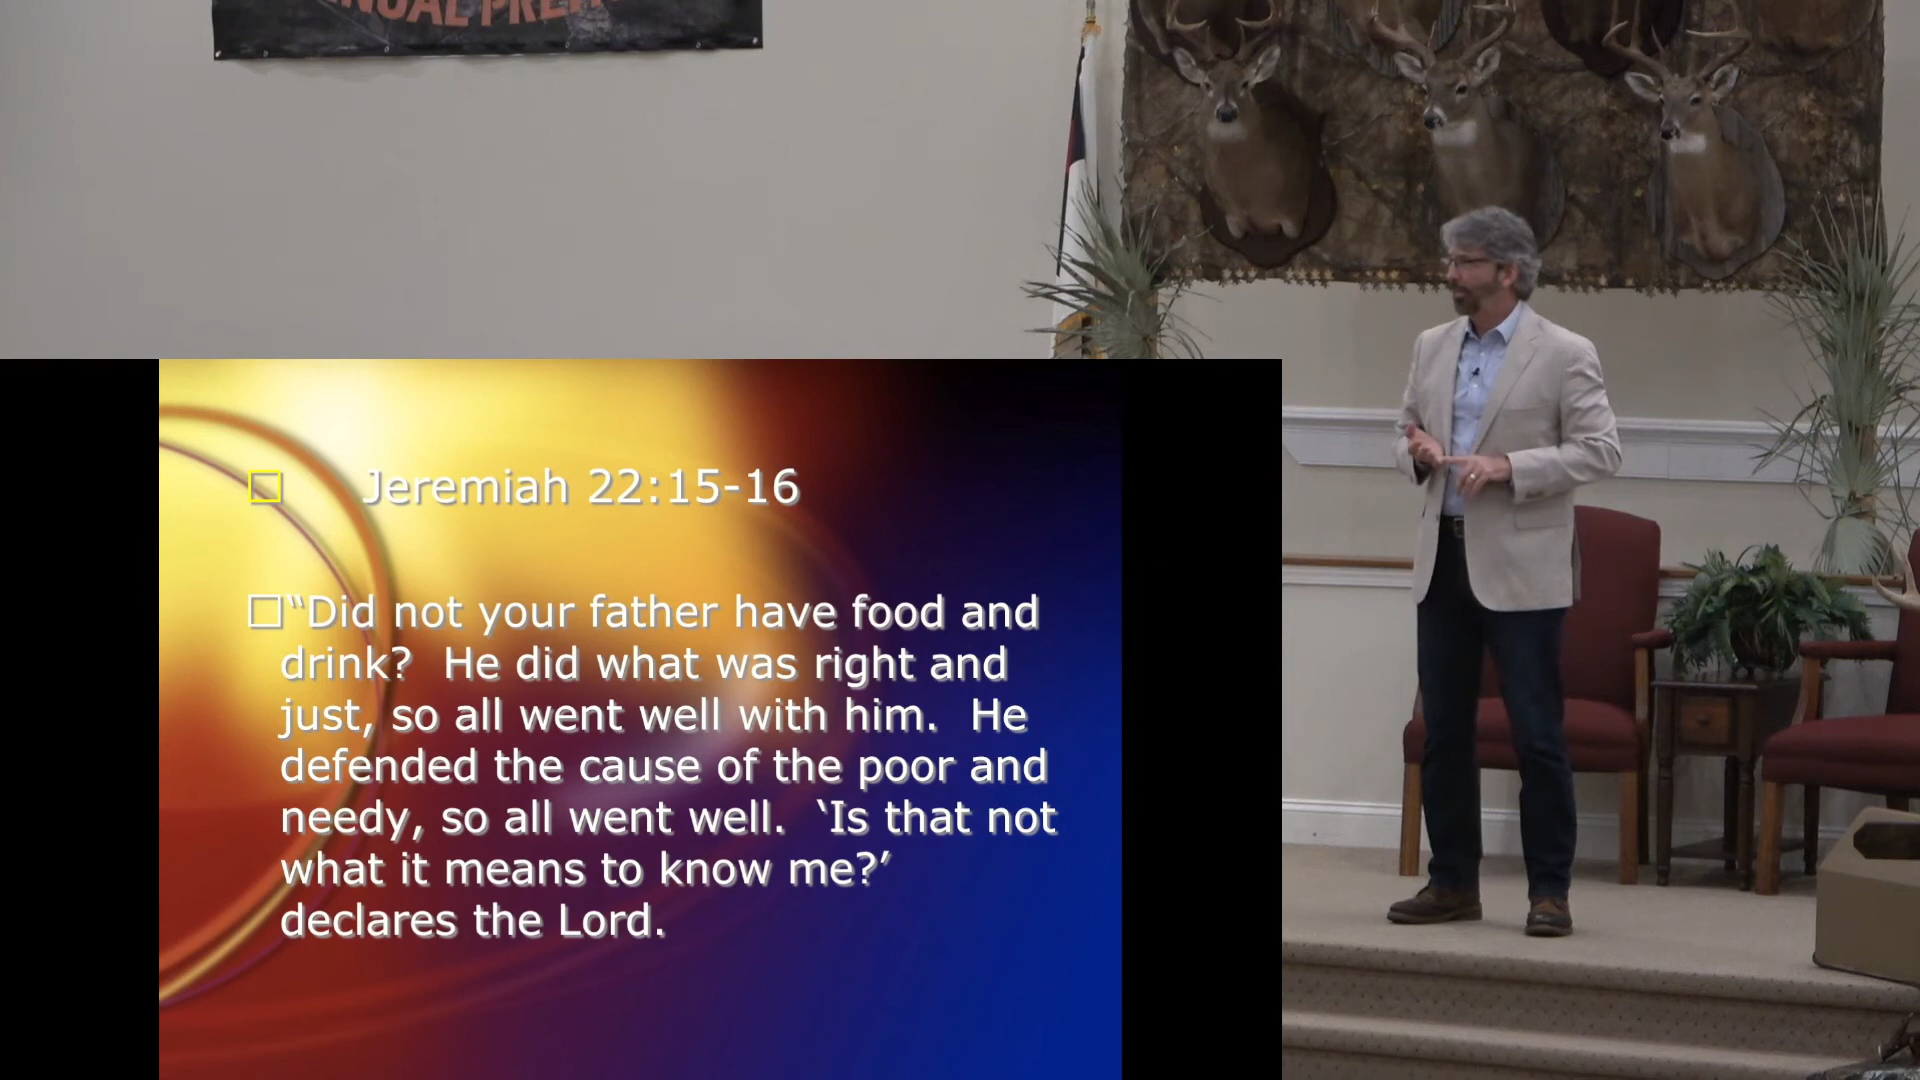 Jeremiah 22:15-16
“Did not your father have food and
drink? He did what was right and
just, so all went well with him. He
defended the cause of the poor and
needy, so all went well. ‘Is that not
what it means to know me?’
declares the Lord.